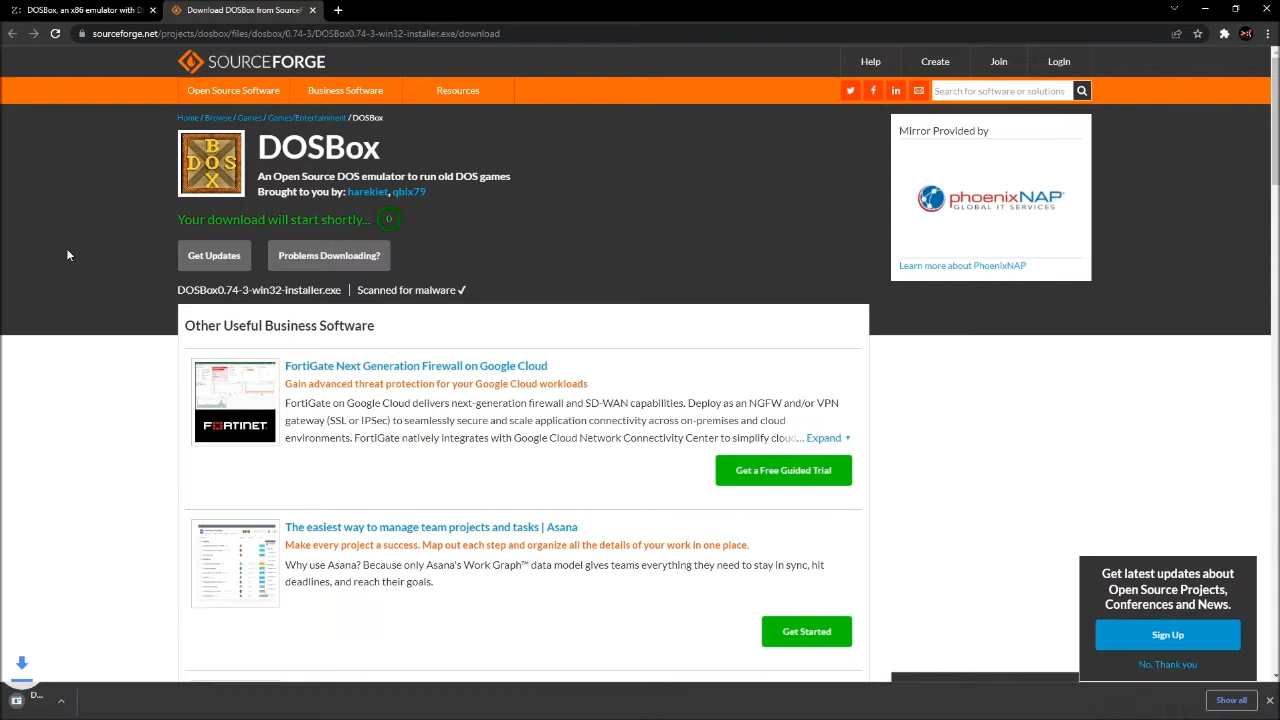 DOSBox, an x86 emulator with D
Download DOSBox from SourceForge
sourceforge.net/projects/dosbox/files/dosbox/0.74-3/DOSBox0.74-3-win32-installer.exe/download
SOURCEFORGE
Help
Create
Join
Login
Open Source Software
Business Software
Resources
Search for software or solutions
Home / Browse / Games / Games/Entertainment / DOSBox
DOSBox
An Open Source DOS emulator to run old DOS games
Brought to you by: harekiet, qbix79
Your download will start shortly... 0
Get Updates
Problems Downloading?
DOSBox0.74-3-win32-installer.exe | Scanned for malware ✓
Mirror Provided by
phoenixNAP
GLOBAL IT SERVICES
Learn more about PhoenixNAP
Other Useful Business Software
FortiGate Next Generation Firewall on Google Cloud
Gain advanced threat protection for your Google Cloud workloads
FortiGate on Google Cloud delivers next-generation firewall and SD-WAN capabilities. Deploy as an NGFW and/or VPN
gateway (SSL or IPSec) to seamlessly secure and scale application connectivity across on-premises and cloud
environments. FortiGate natively integrates with Google Cloud Network Connectivity Center to simplify cloud... Expand
FORTINET
Get a Free Guided Trial
The easiest way to manage team projects and tasks | Asana
Make every project a success. Map out each step and organize all the details of your work in one place.
Why use Asana? Because only Asana's Work Graph™ data model gives teams everything they need to stay in sync, hit
deadlines, and reach their goals.
Get Started
Get latest updates about
Open Source Projects,
Conferences and News.
Sign Up
No, Thank you
D...
Show all